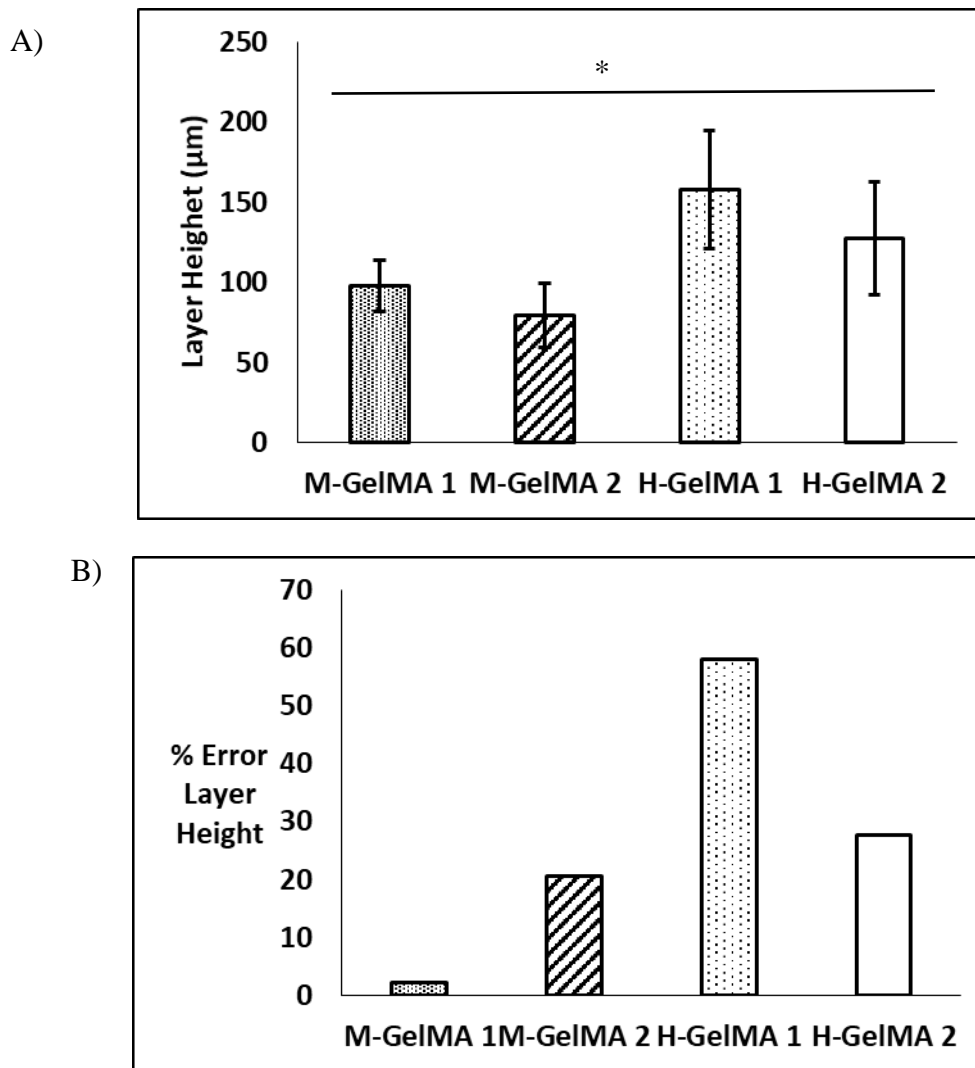 A)
250
200
150
100
50
0
Layer Heighet (µm)
*
M-GelMA 1 M-GelMA 2 H-GelMA 1 H-GelMA 2
B)
70
60
50
40
30
20
10
0
% Error
Layer
Height
M-GelMA 1M-GelMA 2 H-GelMA 1 H-GelMA 2